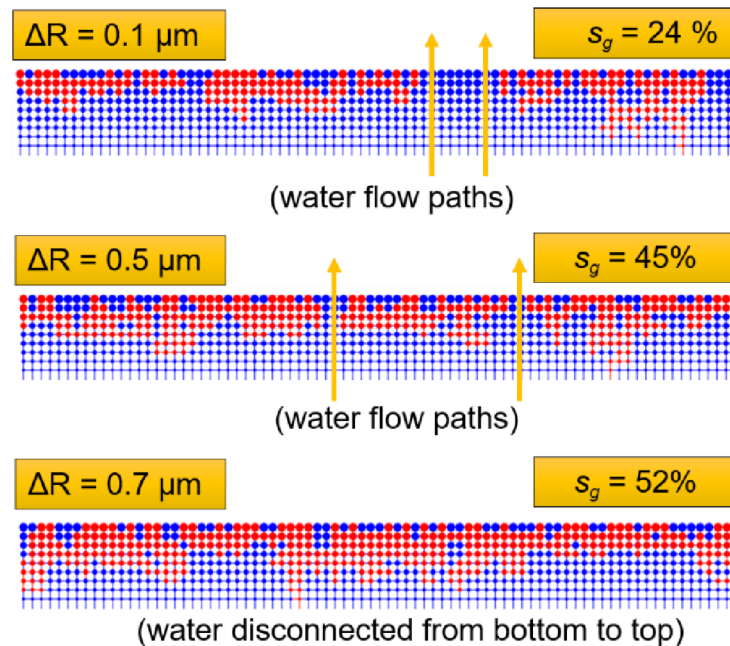 ΔR = 0.1 μm
s_g = 24 %
(water flow paths)
ΔR = 0.5 μm
s_g = 45%
(water flow paths)
ΔR = 0.7 μm
s_g = 52%
(water disconnected from bottom to top)